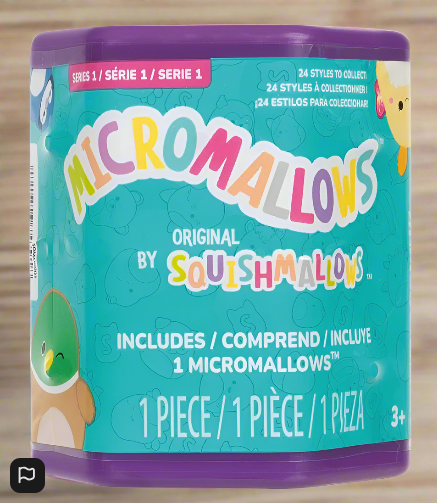 SERIES 1 / SÉRIE 1 / SERIE 1
24 STYLES TO COLLECT!
24 STYLES À COLLECTIONNER!
¡24 ESTILOS PARA COLECCIONAR!
MICROMALLOWS
ORIGINAL
BY SQUISHMALLOWS™
INCLUDES / COMPREND / INCLUYE
1 MICROMALLOWS™
1 PIECE / 1 PIÈCE / 1 PIEZA
3+